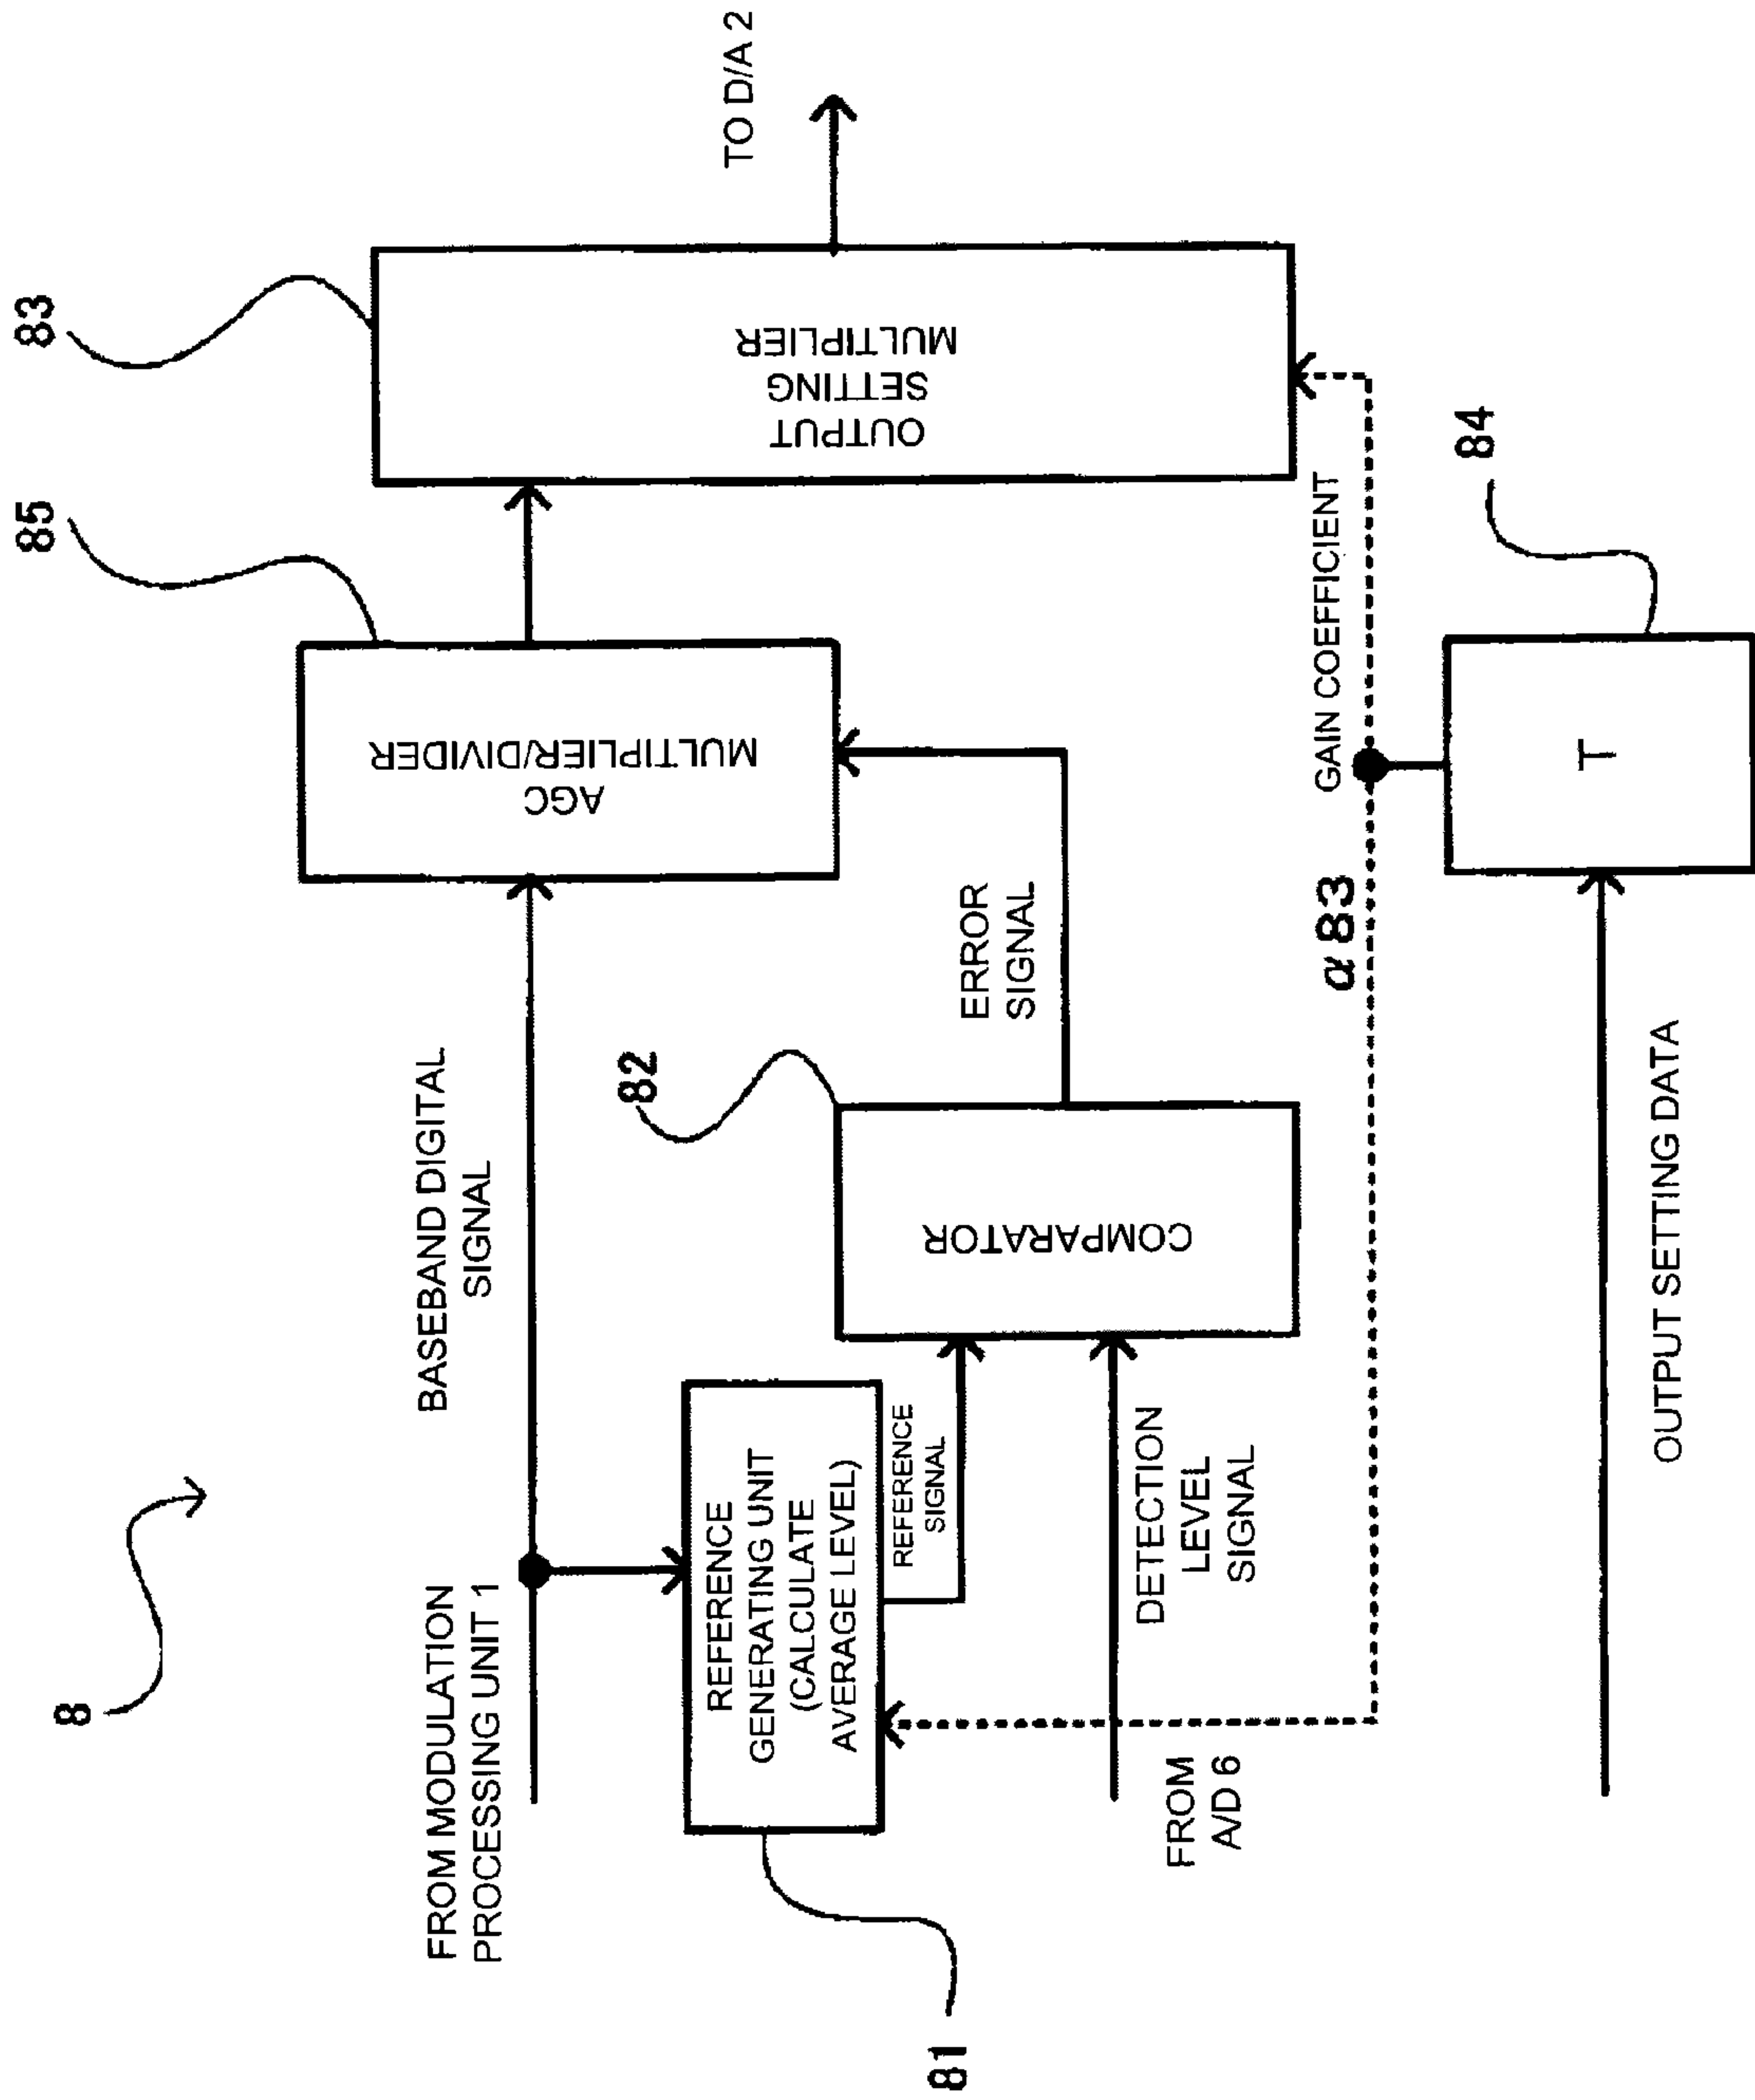 8
FROM MODULATION
PROCESSING UNIT 1
BASEBAND DIGITAL
SIGNAL
85
83
AGC
MULTIPLIER/DIVIDER
OUTPUT
SETTING
MULTIPLIER
TO D/A 2
81
REFERENCE
GENERATING UNIT
(CALCULATE
AVERAGE LEVEL)
REFERENCE
SIGNAL
82
COMPARATOR
ERROR
SIGNAL
FROM
A/D 6
DETECTION
LEVEL
SIGNAL
α 83
GAIN COEFFICIENT
84
T
OUTPUT SETTING DATA